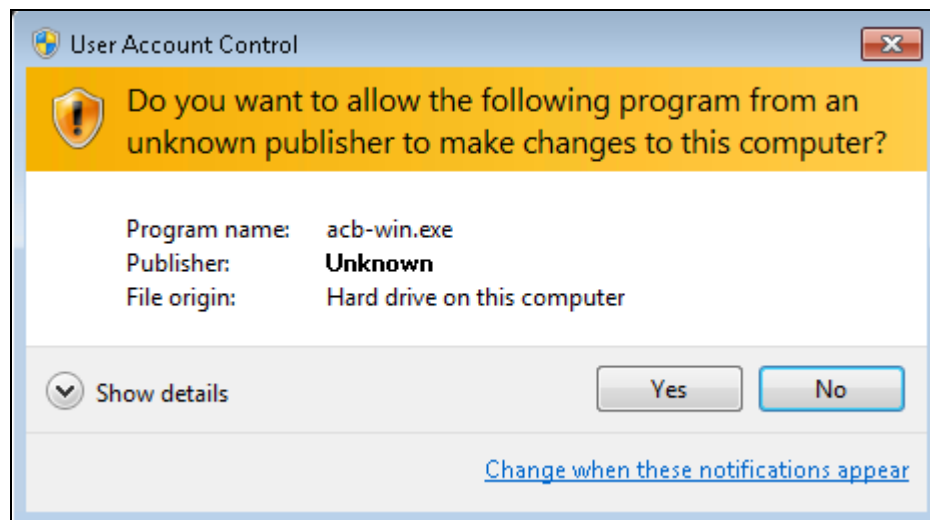 User Account Control
Do you want to allow the following program from an
unknown publisher to make changes to this computer?
Program name: acb-win.exe
Publisher: Unknown
File origin: Hard drive on this computer
Show details Yes No
Change when these notifications appear